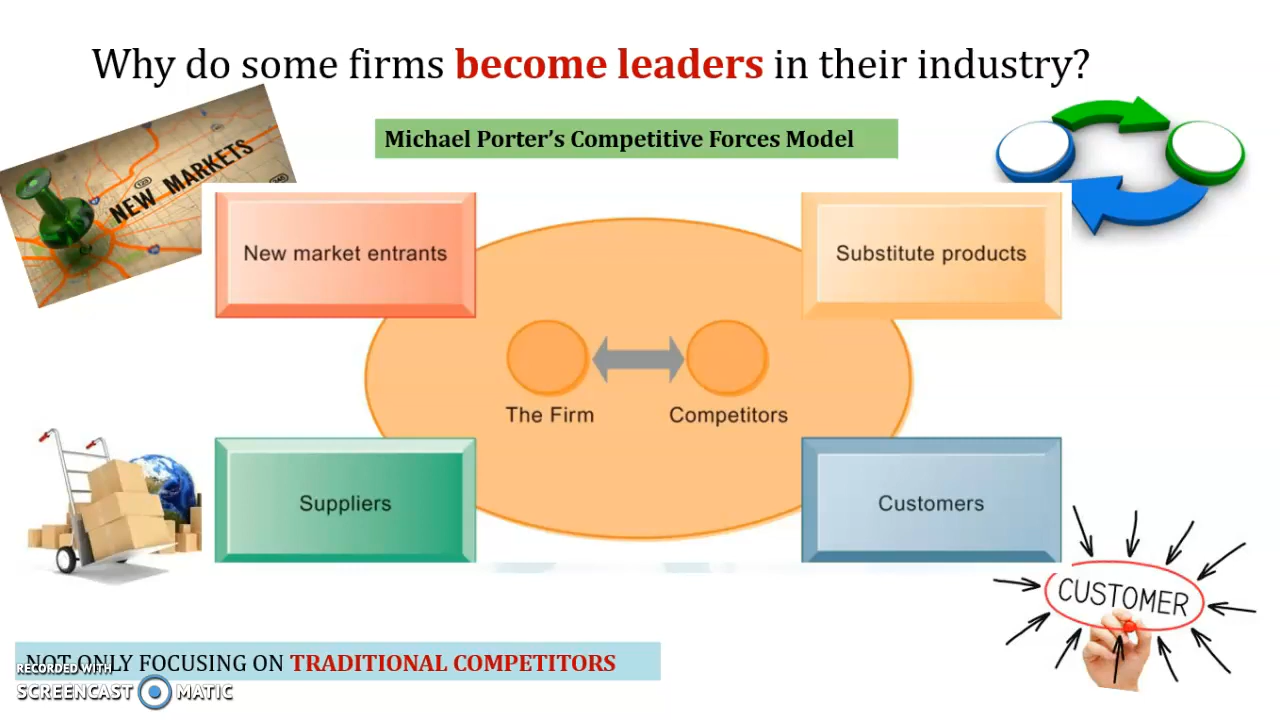 Why do some firms become leaders in their industry?
Michael Porter's Competitive Forces Model
NEW MARKETS
New market entrants
Substitute products
The Firm
Competitors
Suppliers
Customers
CUSTOMER
NOT ONLY FOCUSING ON TRADITIONAL COMPETITORS
RECORDED WITH
SCREENCAST MATIC